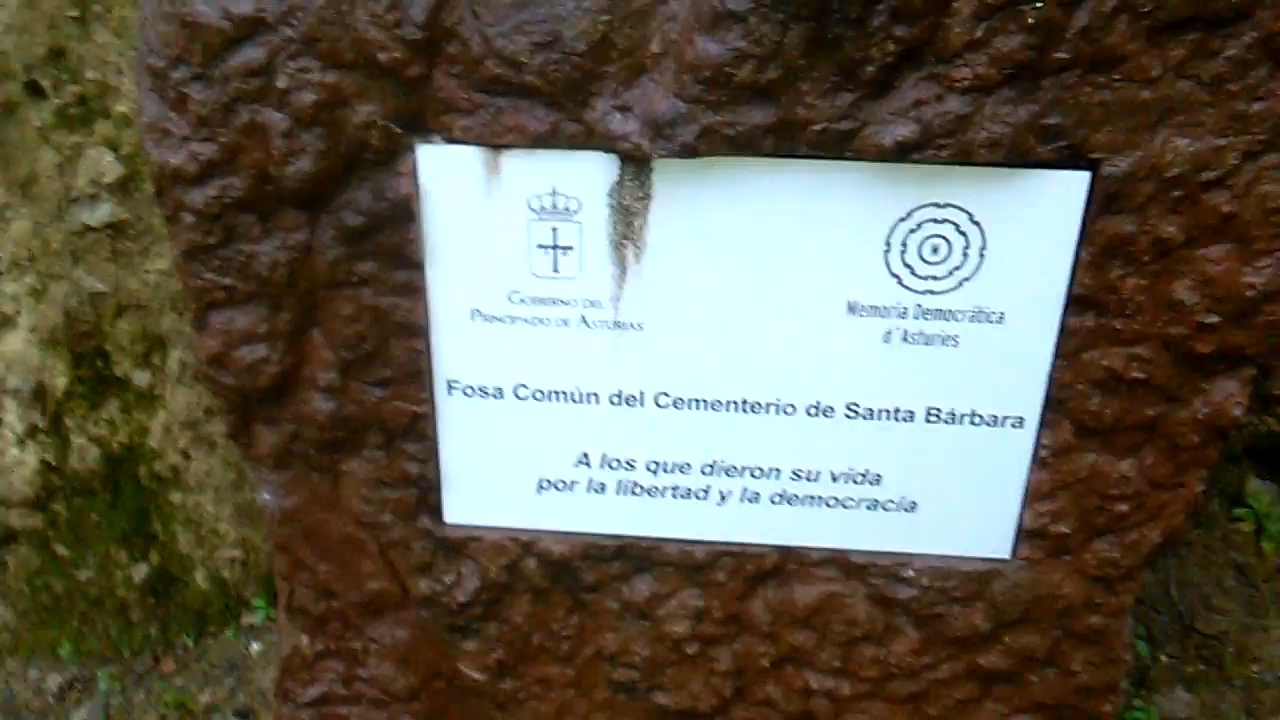 GOBIERNO DEL
PRINCIPADO DE ASTURIAS
Memoria Democrática
d'Asturies
Fosa Común del Cementerio de Santa Bárbara
A los que dieron su vida
por la libertad y la democracia